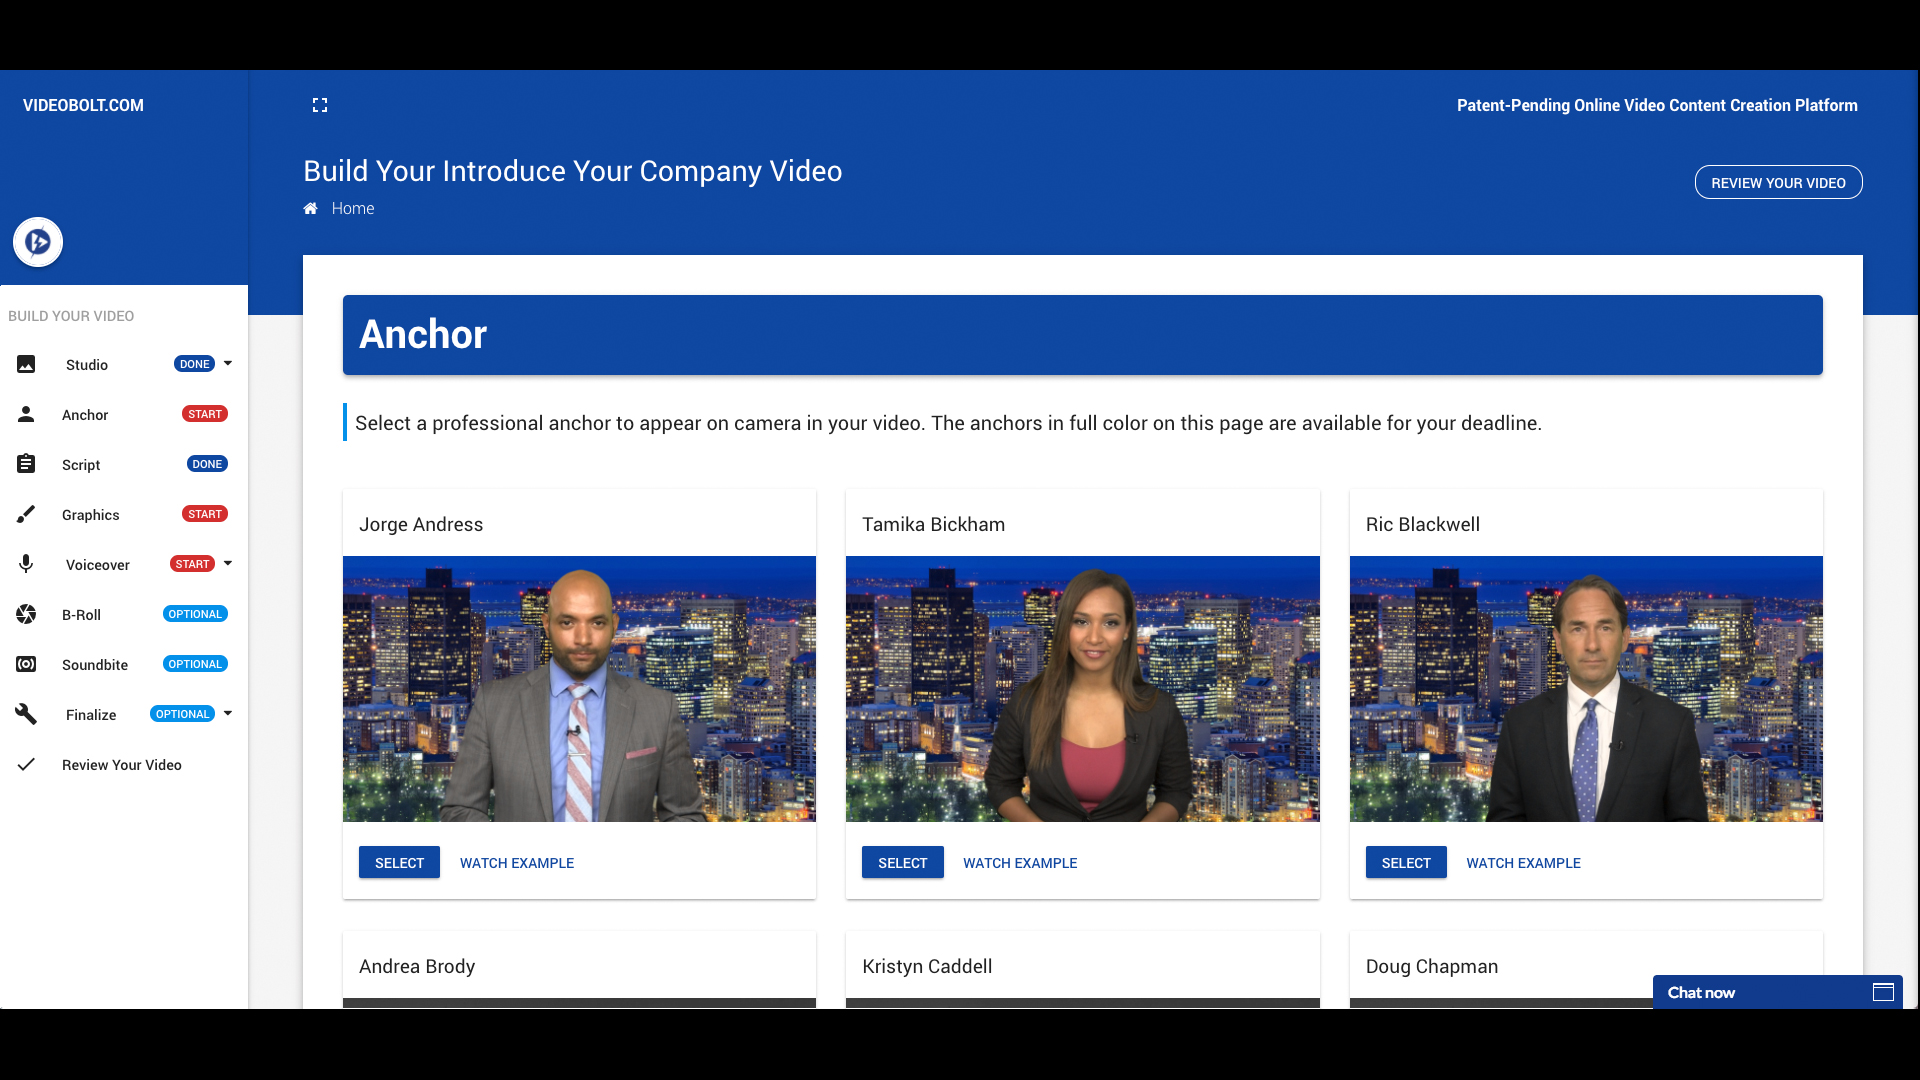 VIDEOBOLT.COM
Patent-Pending Online Video Content Creation Platform
Build Your Introduce Your Company Video
REVIEW YOUR VIDEO
Home
BUILD YOUR VIDEO
Studio DONE
Anchor START
Script DONE
Graphics START
Voiceover START
B-Roll OPTIONAL
Soundbite OPTIONAL
Finalize OPTIONAL
Review Your Video
Anchor
Select a professional anchor to appear on camera in your video. The anchors in full color on this page are available for your deadline.
Jorge Andress
SELECT WATCH EXAMPLE
Tamika Bickham
SELECT WATCH EXAMPLE
Ric Blackwell
SELECT WATCH EXAMPLE
Andrea Brody
Kristyn Caddell
Doug Chapman
Chat now